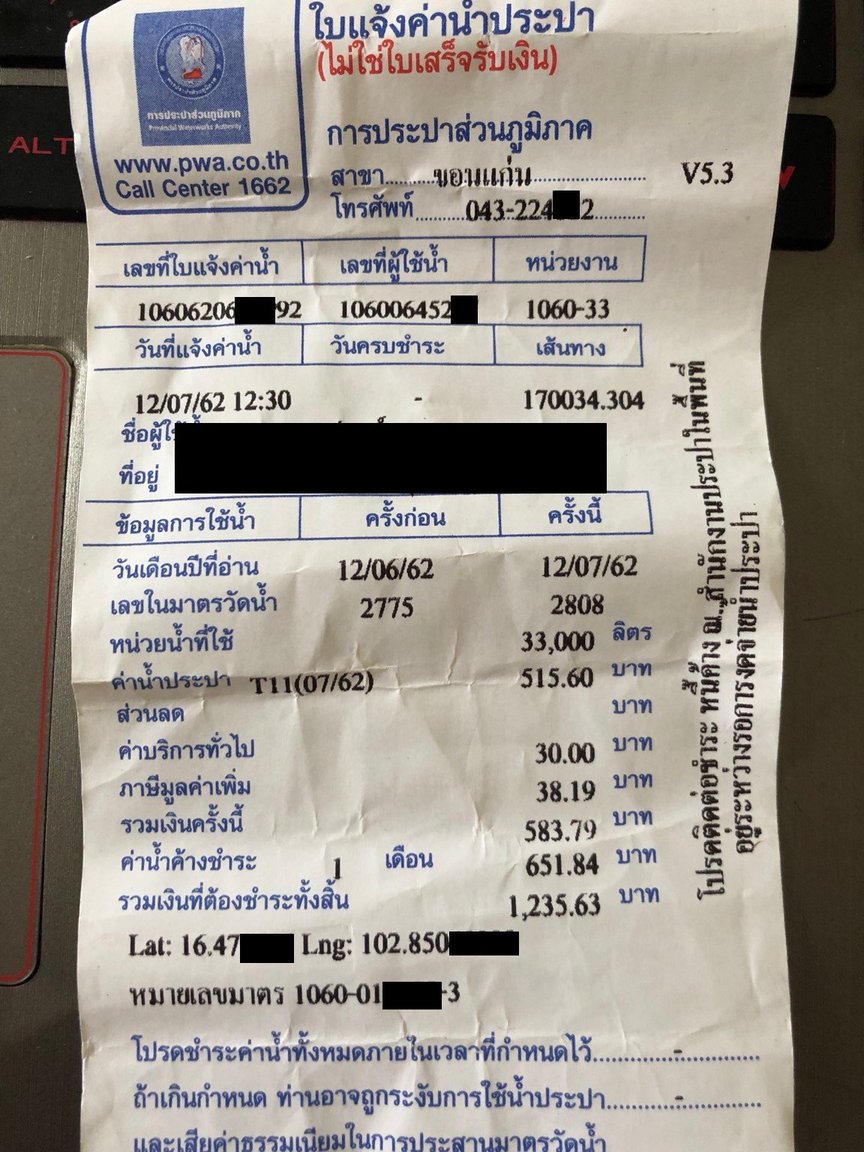 ใบแจ้งค่าน้ำประปา
(ไม่ใช่ใบเสร็จรับเงิน)
การประปาส่วนภูมิภาค
Provincial Waterworks Authority
www.pwa.co.th
Call Center 1662
การประปาส่วนภูมิภาค
สาขา ขอนแก่น V5.3
โทรศัพท์ 043-224 2
เลขที่ใบแจ้งค่าน้ำ เลขที่ผู้ใช้น้ำ หน่วยงาน
10606206 92 106006452 1060-33
วันที่แจ้งค่าน้ำ วันครบชำระ เส้นทาง
12/07/62 12:30 - 170034.304
ชื่อผู้ใช้น้ำ
ที่อยู่
ข้อมูลการใช้น้ำ ครั้งก่อน ครั้งนี้
วันเดือนปีที่อ่าน 12/06/62 12/07/62
เลขในมาตรวัดน้ำ 2775 2808
หน่วยน้ำที่ใช้ 33,000 ลิตร
ค่าน้ำประปา T11(07/62) 515.60 บาท
ส่วนลด บาท
ค่าบริการทั่วไป 30.00 บาท
ภาษีมูลค่าเพิ่ม 38.19 บาท
รวมเงินครั้งนี้ 583.79 บาท
ค่าน้ำค้างชำระ 1 เดือน 651.84 บาท
รวมเงินที่ต้องชำระทั้งสิ้น 1,235.63 บาท
Lat: 16.47 Lng: 102.850
หมายเลขมาตร 1060-01 -3
โปรดชำระค่าน้ำทั้งหมดภายในเวลาที่กำหนดไว้ -
ถ้าเกินกำหนด ท่านอาจถูกระงับการใช้น้ำประปา -
และเสียค่าธรรมเนียมในการประสานมาตรวัดน้ำ
โปรดติดต่อชำระ หนี้ค้าง ณ...สำนักงานประปาในพื้นที่
อยู่ระหว่างรอการงดจ่ายน้ำประปา
ALT